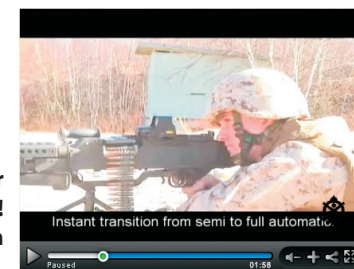 r
!
n
Instant transition from semi to full automatic.
Paused
01:58